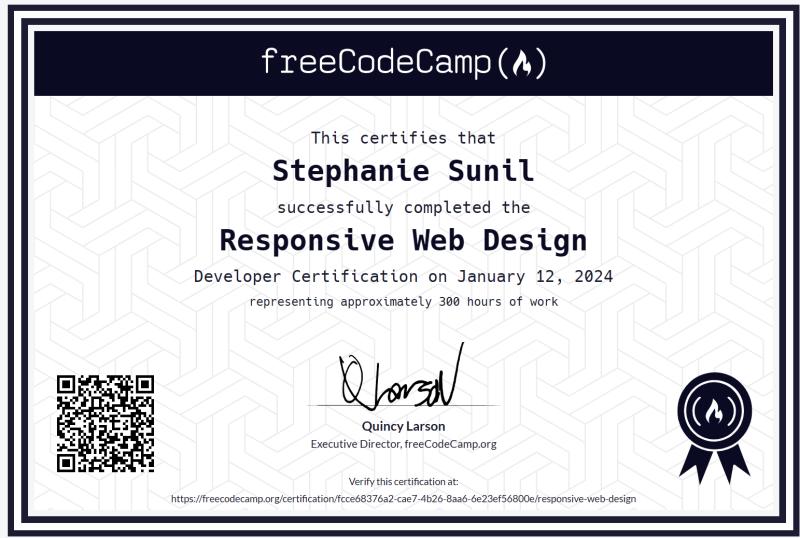 freeCodeCamp
This certifies that
Stephanie Sunil
successfully completed the
Responsive Web Design
Developer Certification on January 12, 2024
representing approximately 300 hours of work
QLarson
Quincy Larson
Executive Director, freeCodeCamp.org
Verify this certification at:
https://freecodecamp.org/certification/fcce68376a2-cae7-4b26-8aa6-6e23ef56800e/responsive-web-design